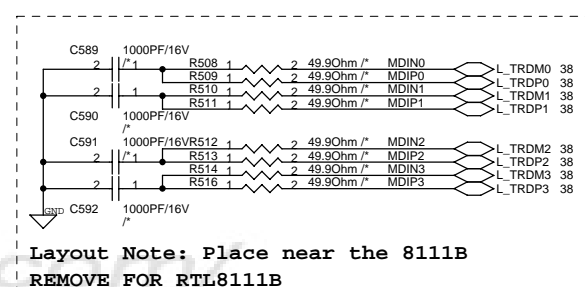 C589 1000PF/16V
2 /* 1 R508 1 2 49.9Ohm /* MDIN0 L_TRDM0 38
R509 1 2 49.9Ohm /* MDIP0 L_TRDP0 38
2 1 R510 1 2 49.9Ohm /* MDIN1 L_TRDM1 38
R511 1 2 49.9Ohm /* MDIP1 L_TRDP1 38
C590 1000PF/16V
/*
C591 1000PF/16V R512 1 2 49.9Ohm /* MDIN2 L_TRDM2 38
2 /* 1 R513 1 2 49.9Ohm /* MDIP2 L_TRDP2 38
R514 1 2 49.9Ohm /* MDIN3 L_TRDM3 38
2 1 R516 1 2 49.9Ohm /* MDIP3 L_TRDP3 38
GND C592 1000PF/16V
/*
Layout Note: Place near the 8111B
REMOVE FOR RTL8111B